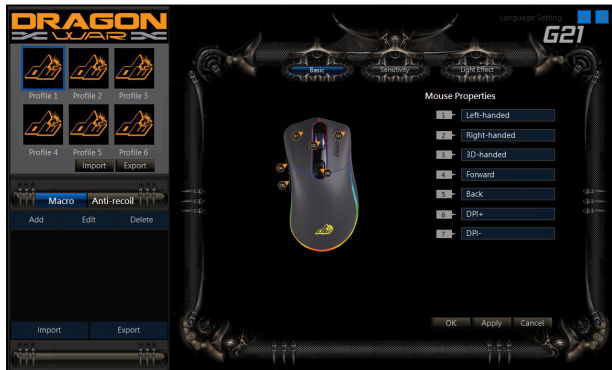 DRAGON
WAR
Language Setting
G21
Basic
Sensitivity
Light Effect
Profile 1
Profile 2
Profile 3
Profile 4
Profile 5
Profile 6
Import
Export
Macro
Anti-recoil
Add
Edit
Delete
Import
Export
Mouse Properties
1 Left-handed
2 Right-handed
3 3D-handed
4 Forward
5 Back
6 DPI+
7 DPI-
OK
Apply
Cancel